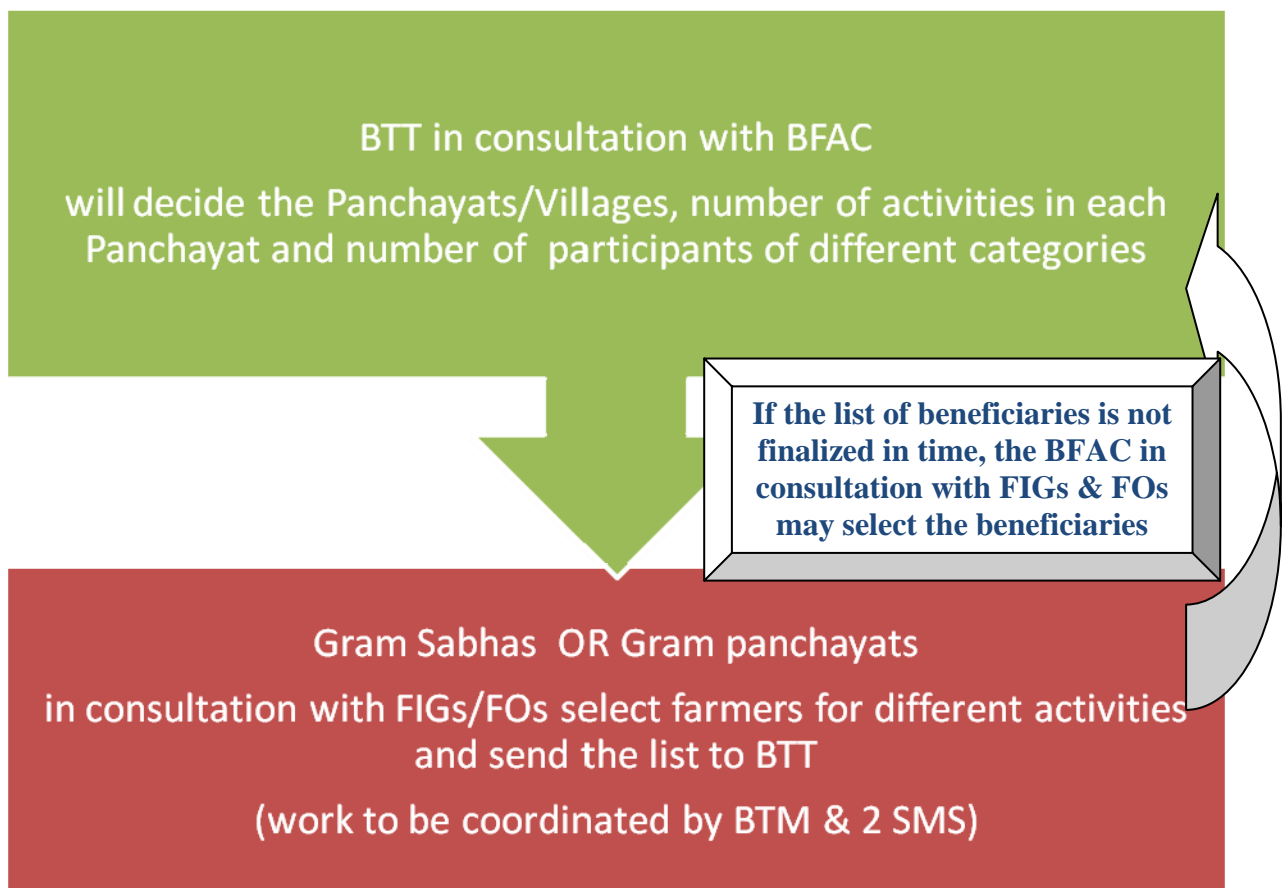 BTT in consultation with BFAC
will decide the Panchayats/Villages, number of activities in each
Panchayat and number of participants of different categories
If the list of beneficiaries is not
finalized in time, the BFAC in
consultation with FIGs & FOs
may select the beneficiaries
Gram Sabhas OR Gram panchayats
in consultation with FIGs/FOs select farmers for different activities
and send the list to BTT
(work to be coordinated by BTM & 2 SMS)